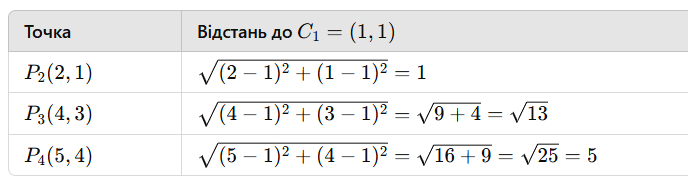 Точка Відстань до C₁ = (1, 1)
P₂(2, 1) √((2 − 1)² + (1 − 1)²) = 1
P₃(4, 3) √((4 − 1)² + (3 − 1)²) = √(9 + 4) = √13
P₄(5, 4) √((5 − 1)² + (4 − 1)²) = √(16 + 9) = √25 = 5